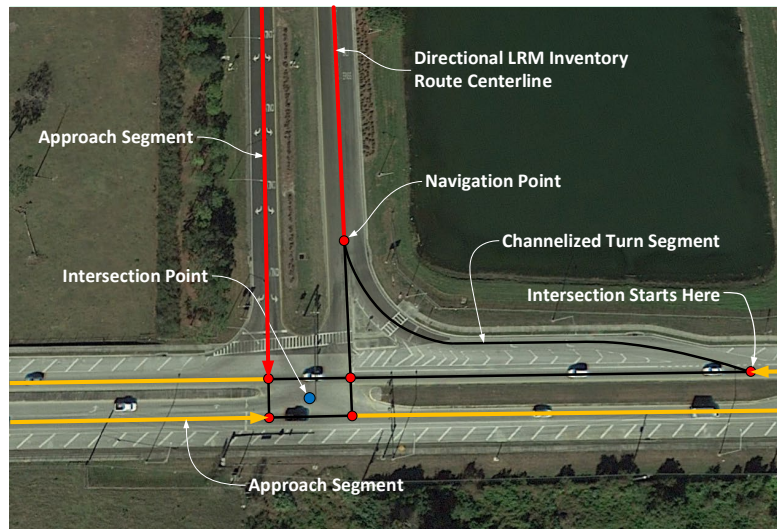 Directional LRM Inventory
Route Centerline
Approach Segment
Navigation Point
Channelized Turn Segment
Intersection Point
Intersection Starts Here
Approach Segment